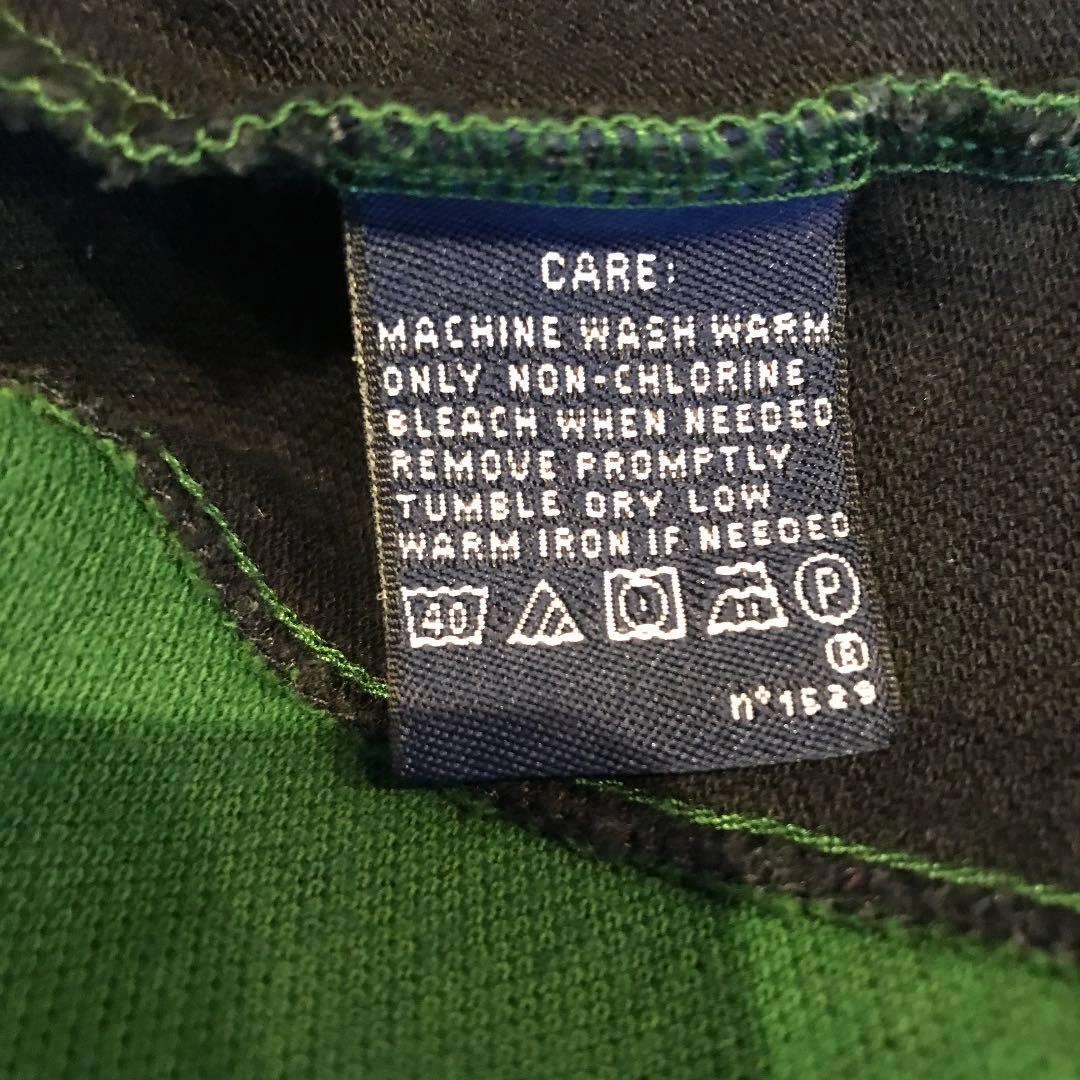 CARE:
MACHINE WASH WARM
ONLY NON-CHLORINE
BLEACH WHEN NEEDED
REMOVE PROMPTLY
TUMBLE DRY LOW
WARM IRON IF NEEDED
40 P
R
n°1529